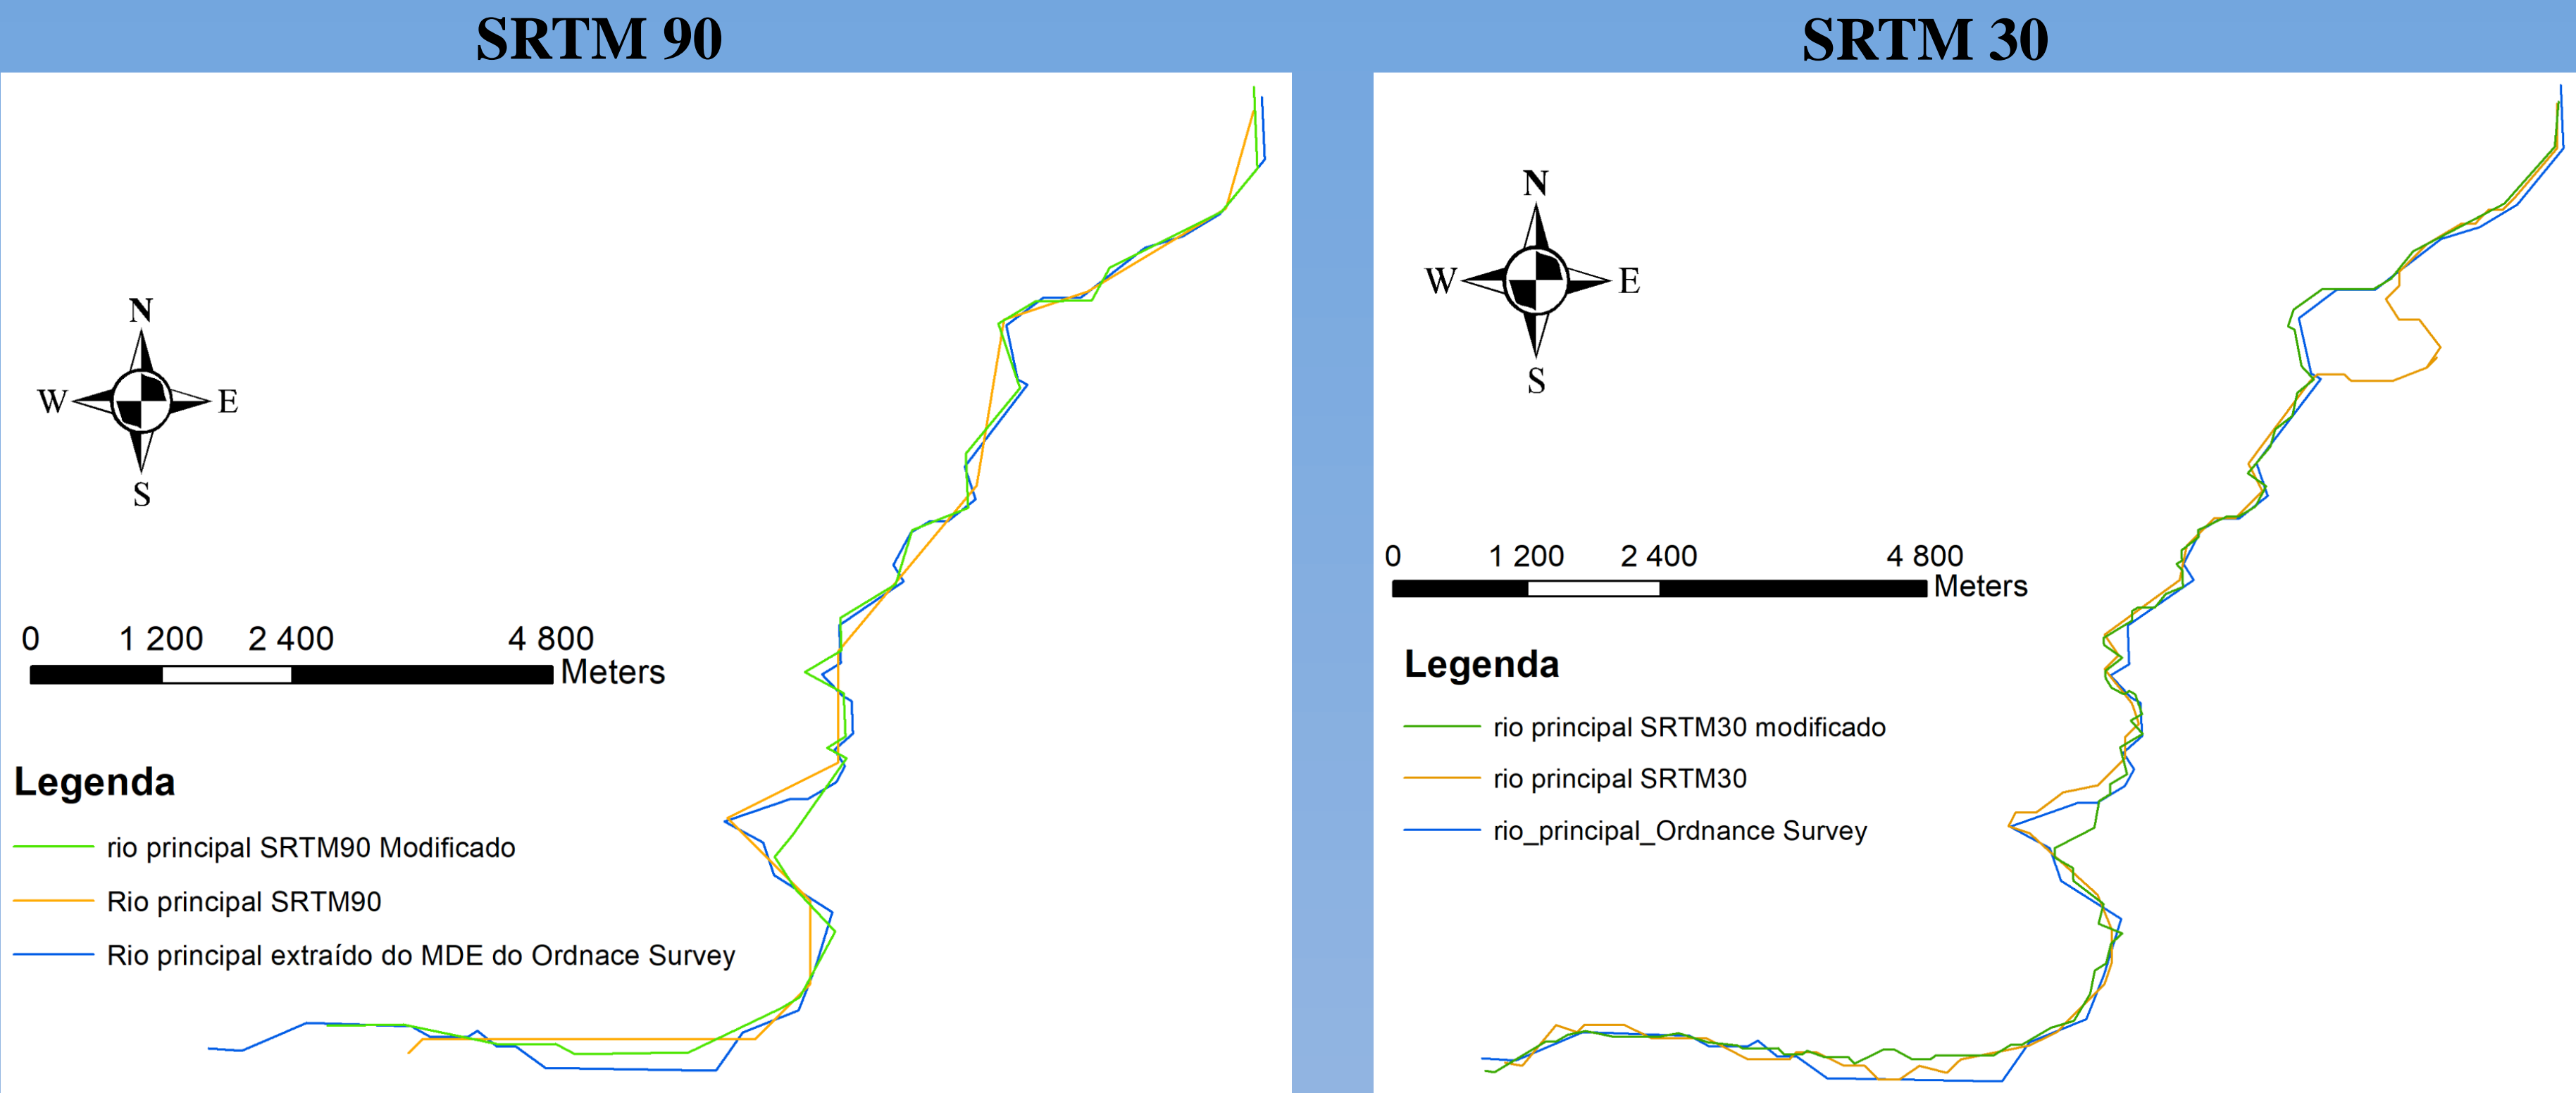 SRTM 90
N
W E
S
0 1 200 2 400 4 800
Meters
Legenda
rio principal SRTM90 Modificado
Rio principal SRTM90
Rio principal extraído do MDE do Ordnace Survey
SRTM 30
N
W E
S
0 1 200 2 400 4 800
Meters
Legenda
rio principal SRTM30 modificado
rio principal SRTM30
rio_principal_Ordnance Survey